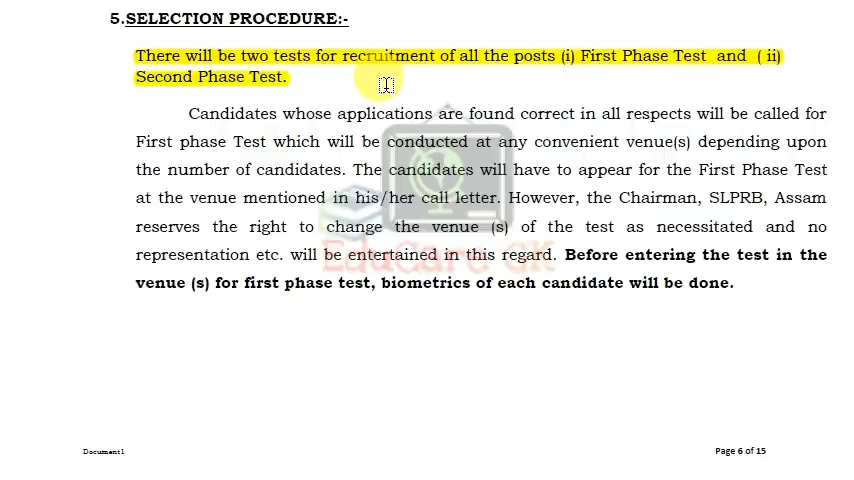 5. SELECTION PROCEDURE:-
There will be two tests for recruitment of all the posts (i) First Phase Test and ( ii)
Second Phase Test.
Candidates whose applications are found correct in all respects will be called for
First phase Test which will be conducted at any convenient venue(s) depending upon
the number of candidates. The candidates will have to appear for the First Phase Test
at the venue mentioned in his/her call letter. However, the Chairman, SLPRB, Assam
reserves the right to change the venue (s) of the test as necessitated and no
representation etc. will be entertained in this regard. Before entering the test in the
venue (s) for first phase test, biometrics of each candidate will be done.
EduCare GK
Document1
Page 6 of 15